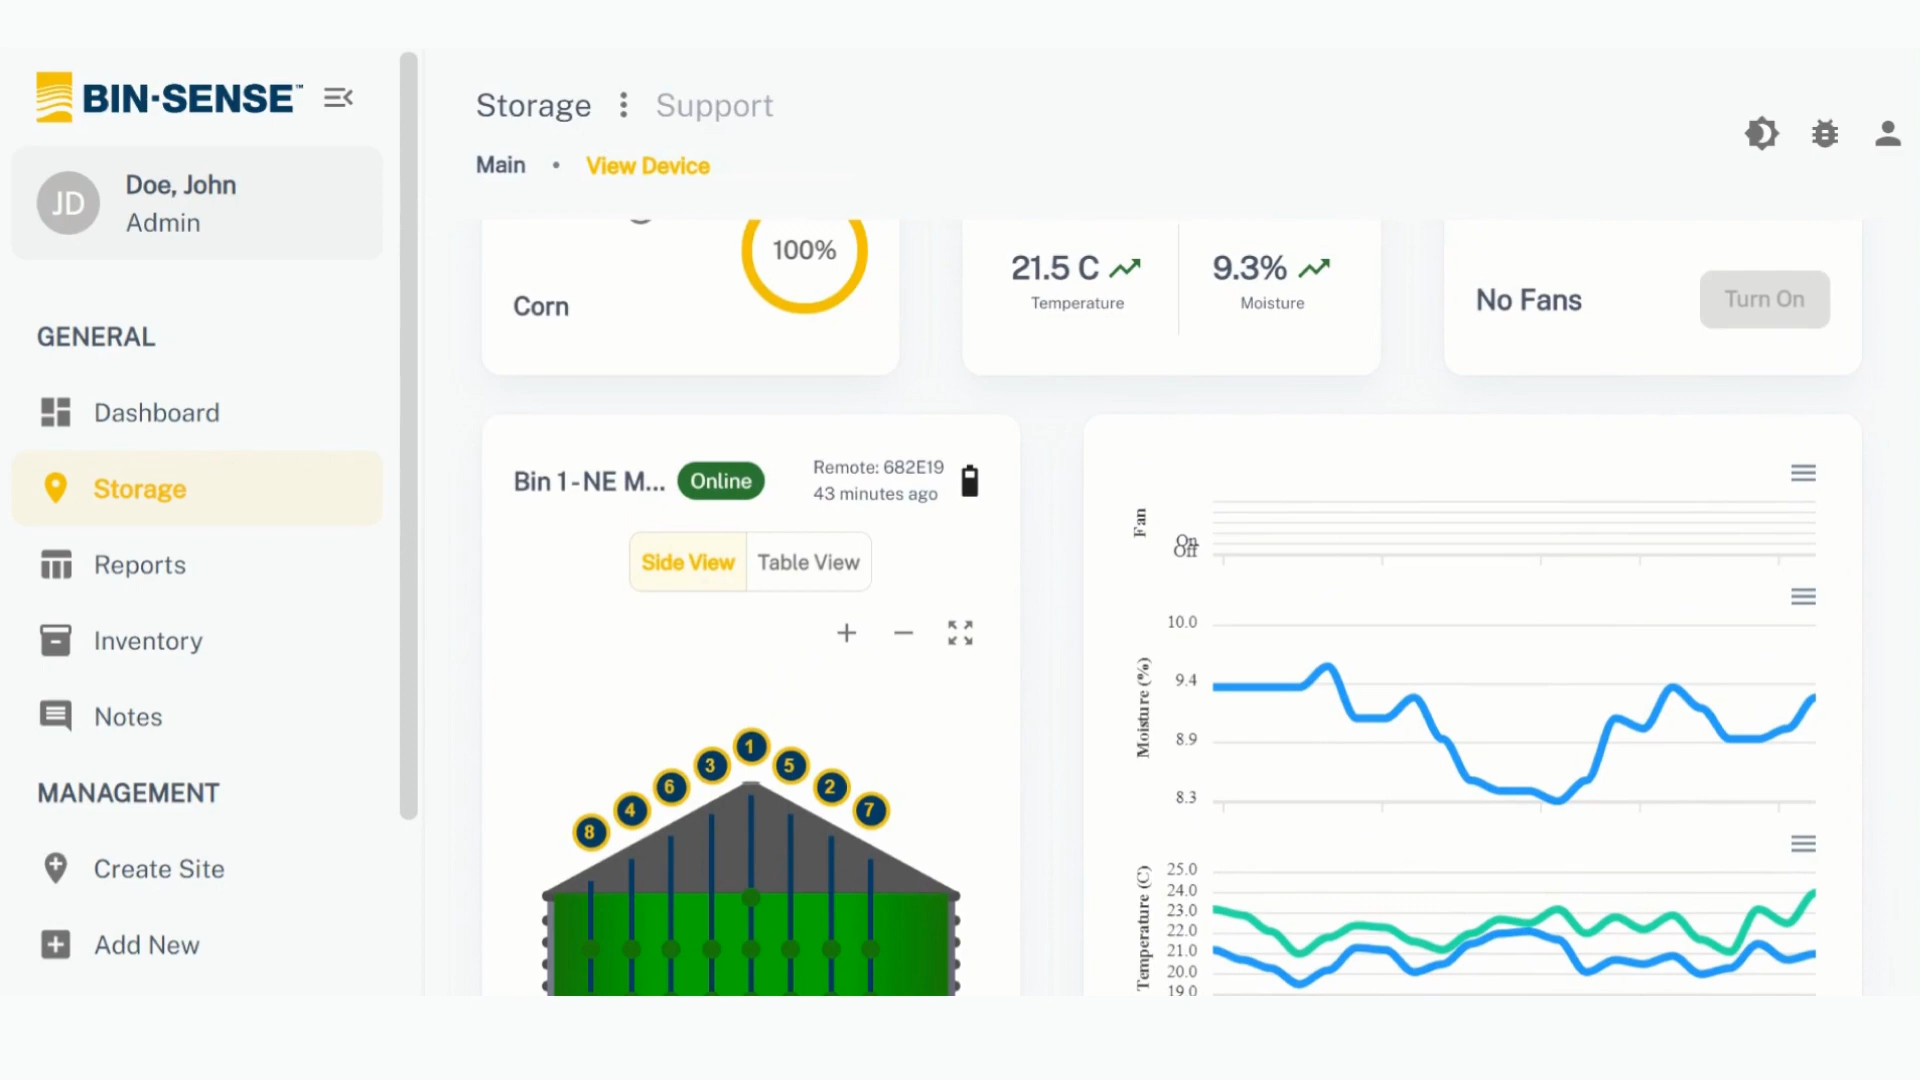 BIN·SENSE™
JD
Doe, John
Admin
GENERAL
Dashboard
Storage
Reports
Inventory
Notes
MANAGEMENT
Create Site
Add New
Storage Support
Main • View Device
100%
Corn
21.5 C
Temperature
9.3%
Moisture
No Fans
Turn On
Bin 1 - NE M...
Online
Remote: 682E19
43 minutes ago
Side View
Table View
1
3
5
6
2
4
7
8
Fan
On
Off
Moisture (%)
10.0
9.4
8.9
8.3
Temperature (C)
25.0
24.0
23.0
22.0
21.0
20.0
19.0